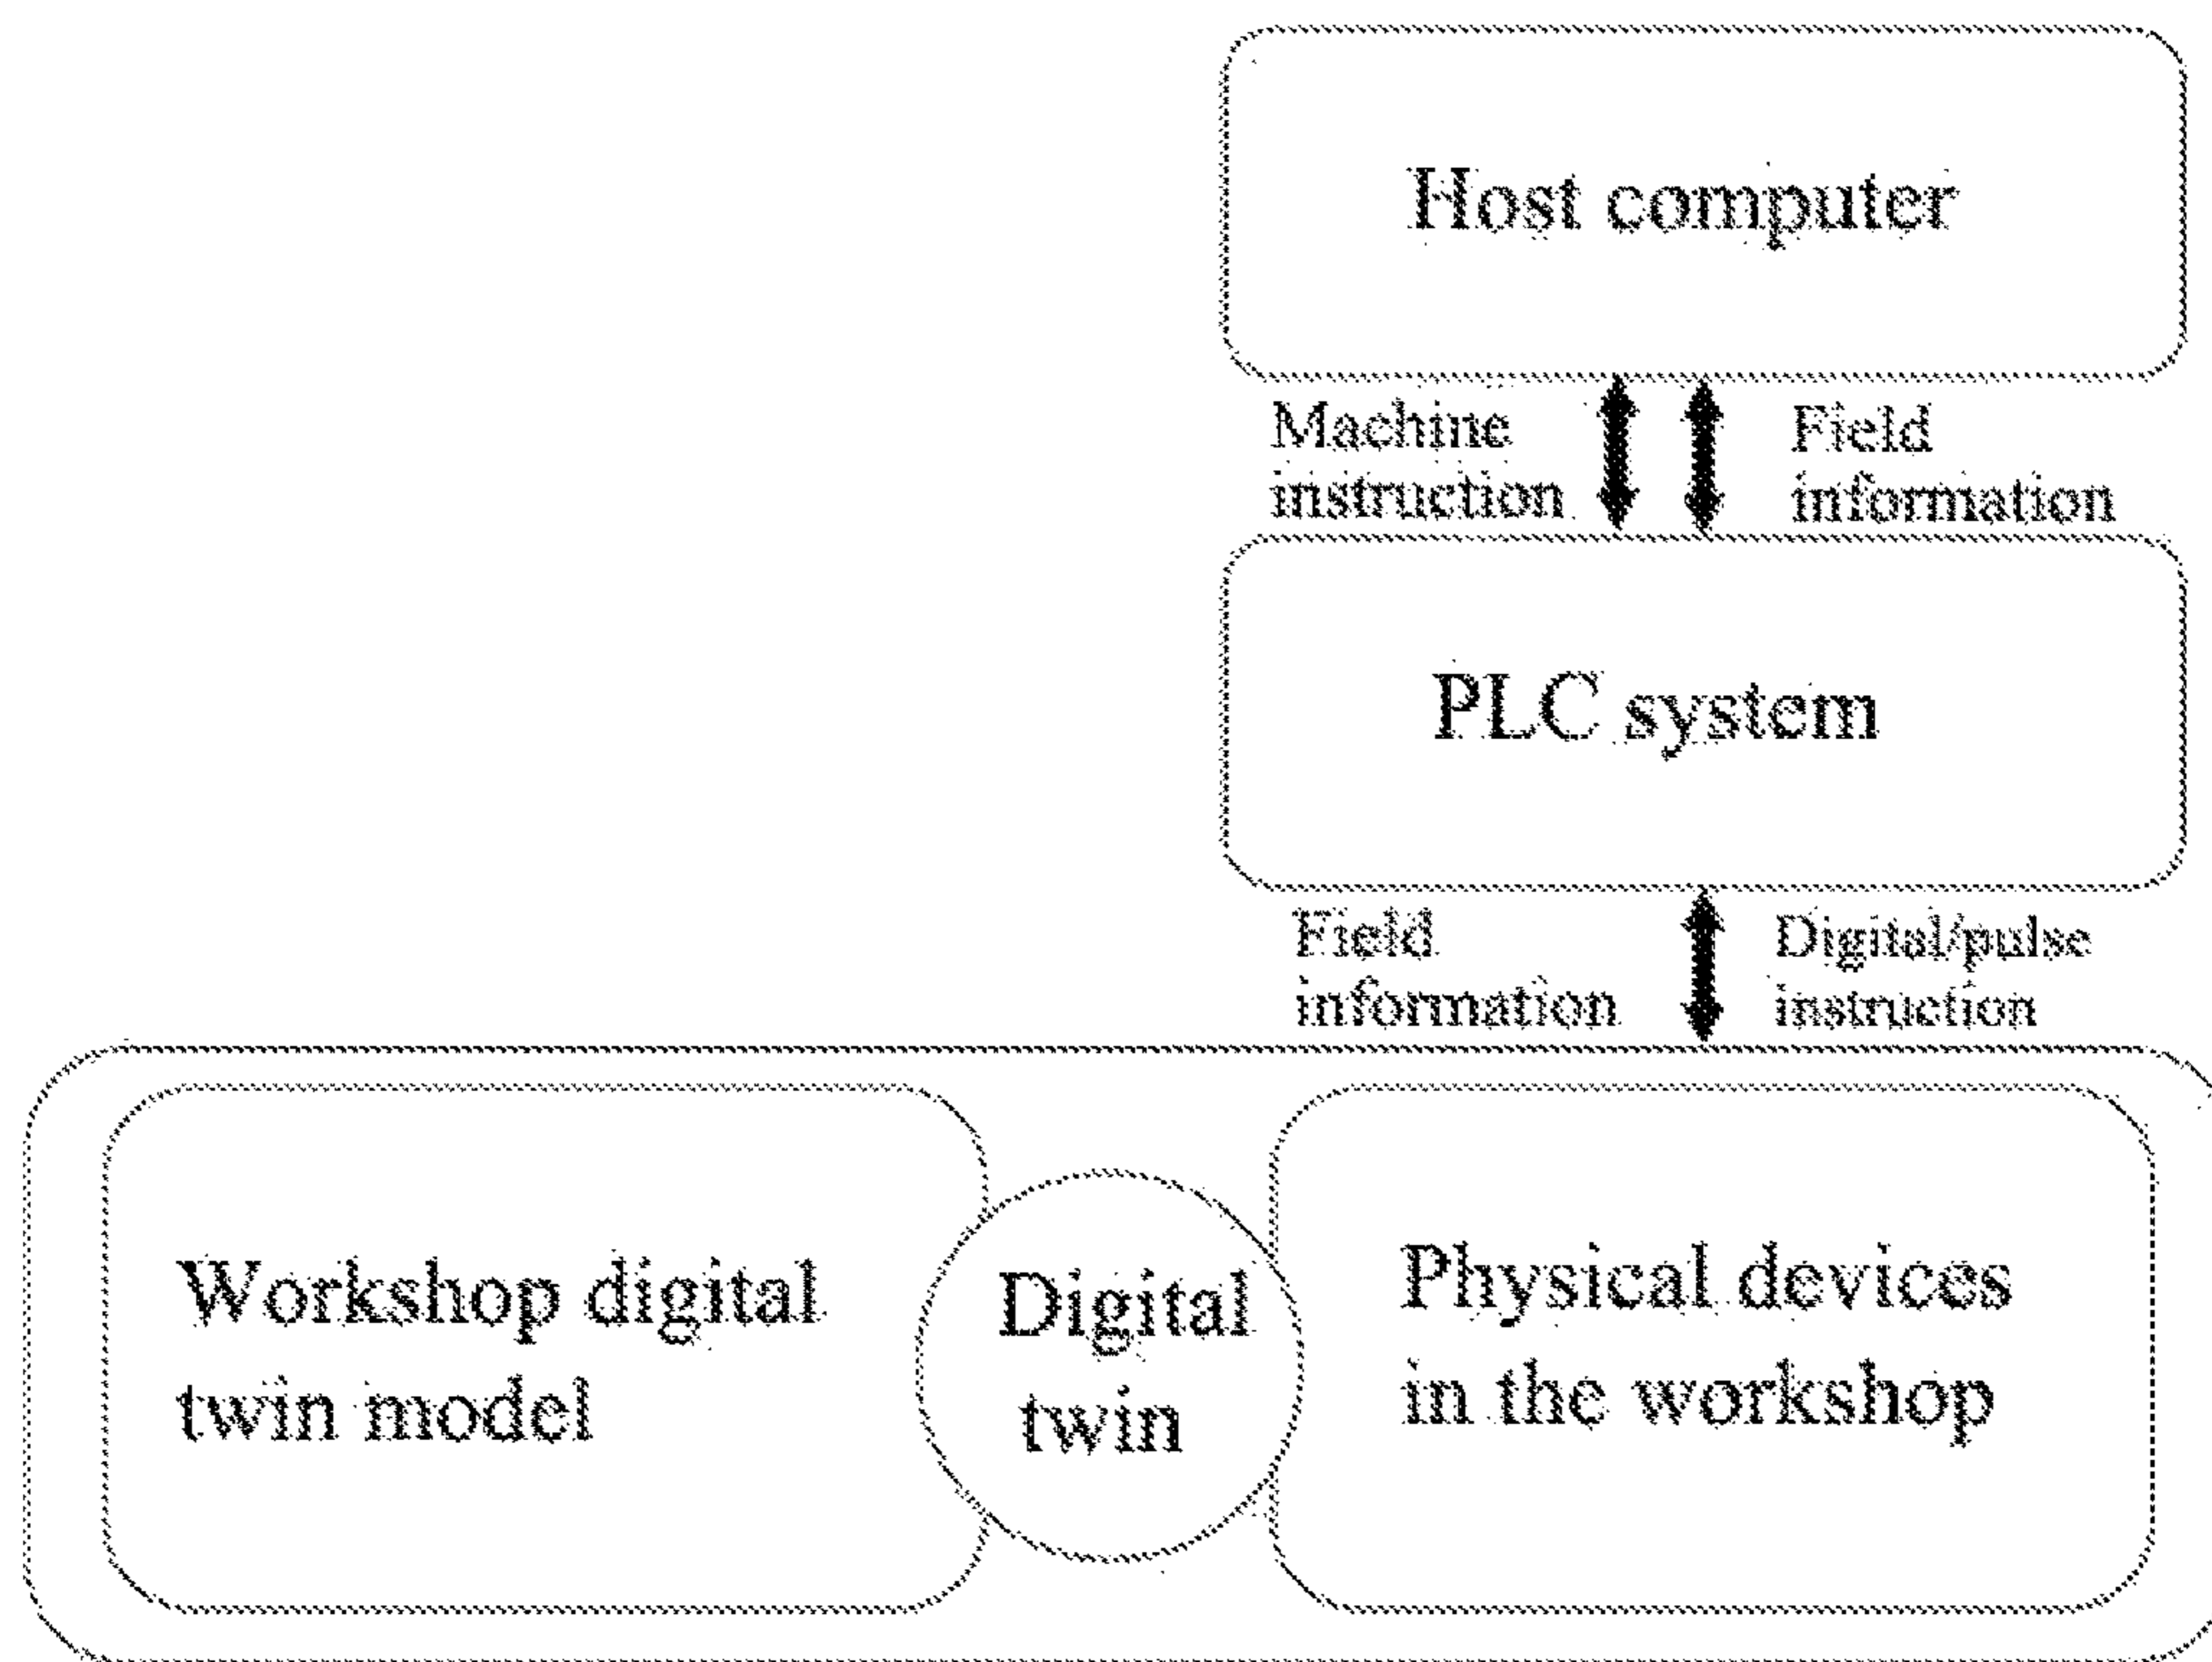 Host computer
Machine
instruction
Field
information
PLC system
Field
information
Digital/pulse
instruction
Workshop digital
twin model
Digital
twin
Physical devices
in the workshop